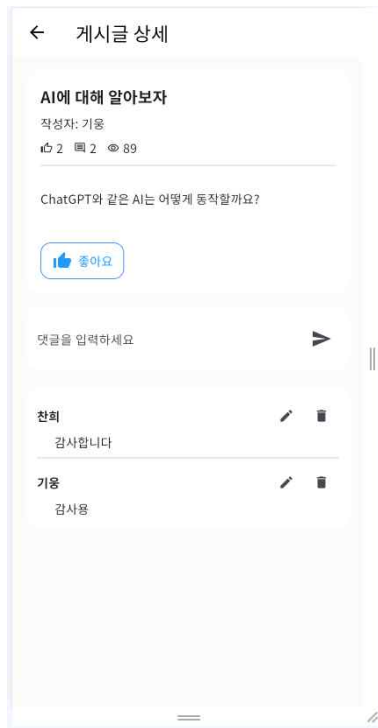 게시글 상세
AI에 대해 알아보자
작성자: 기웅
2 2 89
ChatGPT와 같은 AI는 어떻게 동작할까요?
좋아요
댓글을 입력하세요
찬희
감사합니다
기웅
감사용